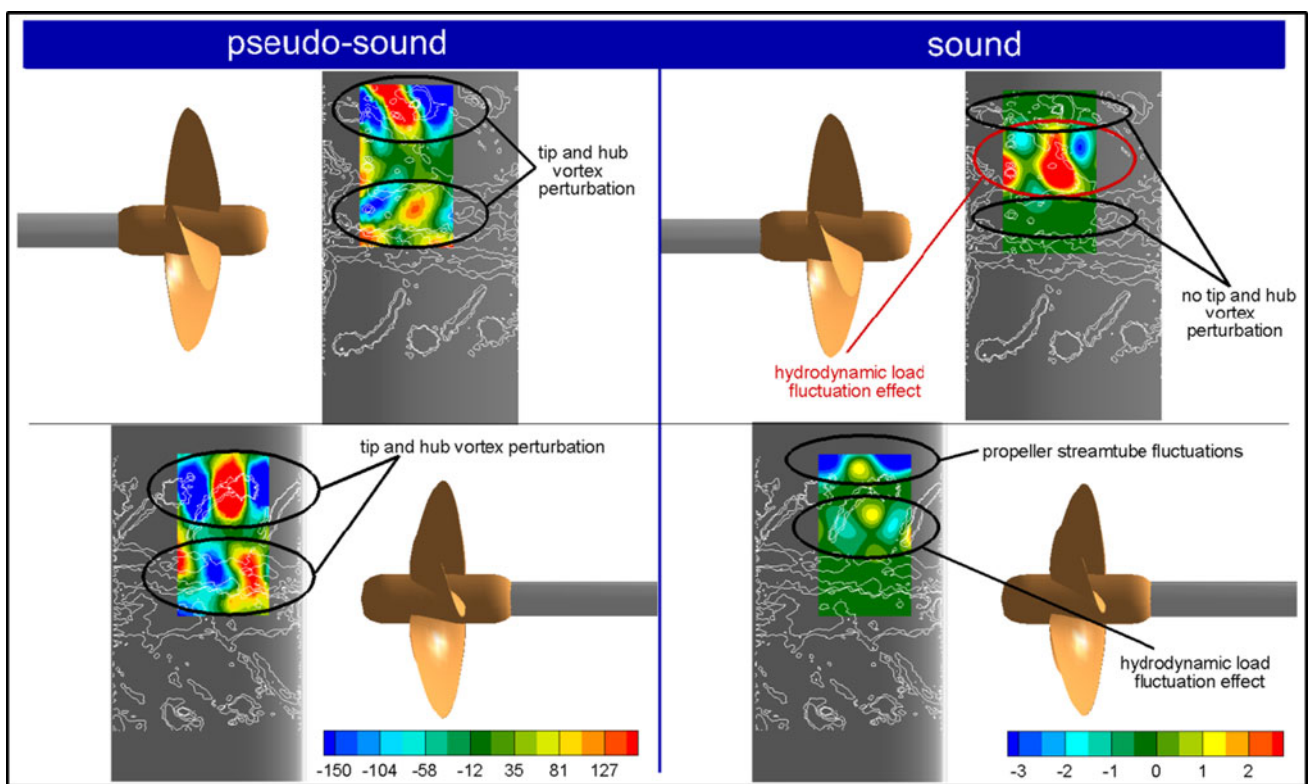 pseudo-sound
sound
tip and hub
vortex
perturbation
no tip and hub
vortex
perturbation
hydrodynamic load
fluctuation effect
tip and hub vortex perturbation
propeller streamtube fluctuations
hydrodynamic load
fluctuation effect
-150 -104 -58 -12 35 81 127
-3 -2 -1 0 1 2